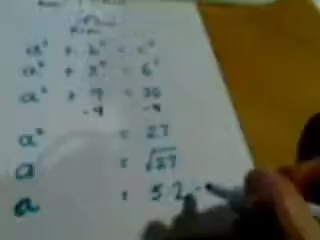 a² + b² = c²
a² + 3² = 6²
a² + 9 = 36
-9 -9
a² = 27
a = √27
a = 5.2